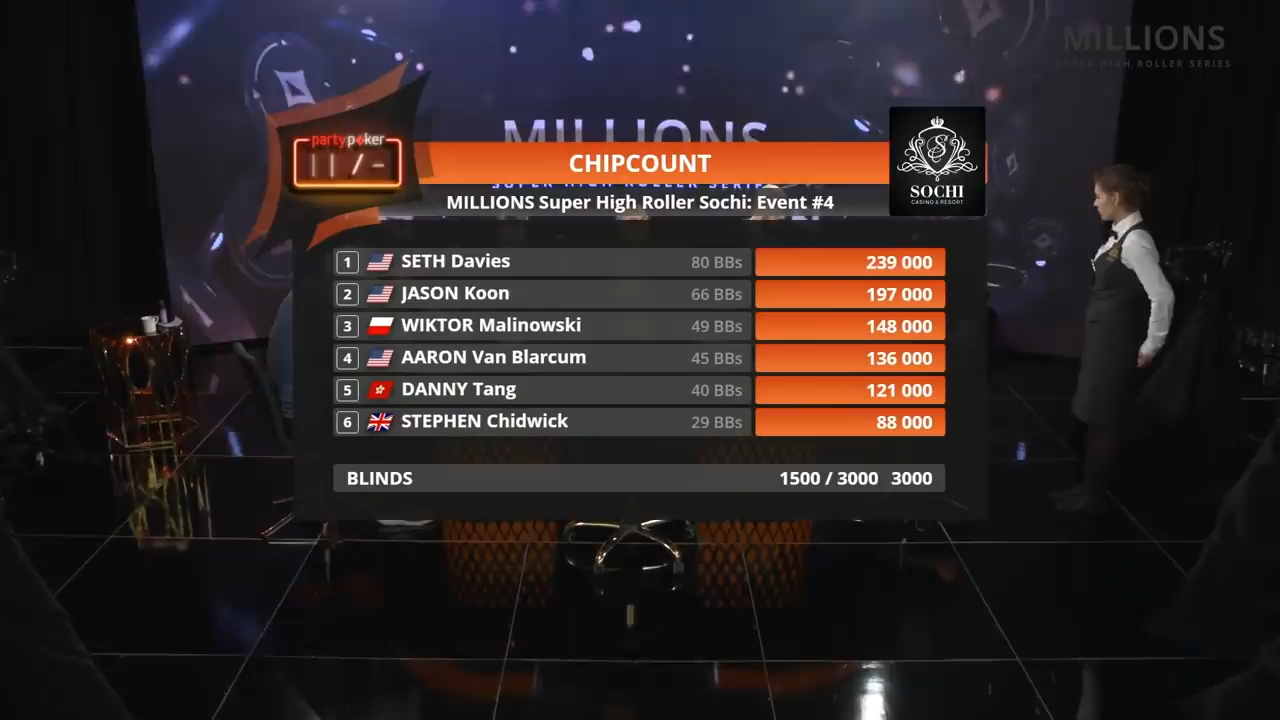 MILLIONS
SUPER HIGH ROLLER SERIES
MILLIONS
partypoker
11/-
CHIPCOUNT
MILLIONS Super High Roller Sochi: Event #4
SOCHI
CASINO & RESORT
1 SETH Davies 80 BBs 239 000
2 JASON Koon 66 BBs 197 000
3 WIKTOR Malinowski 49 BBs 148 000
4 AARON Van Blarcum 45 BBs 136 000
5 DANNY Tang 40 BBs 121 000
6 STEPHEN Chidwick 29 BBs 88 000
BLINDS 1500 / 3000 3000